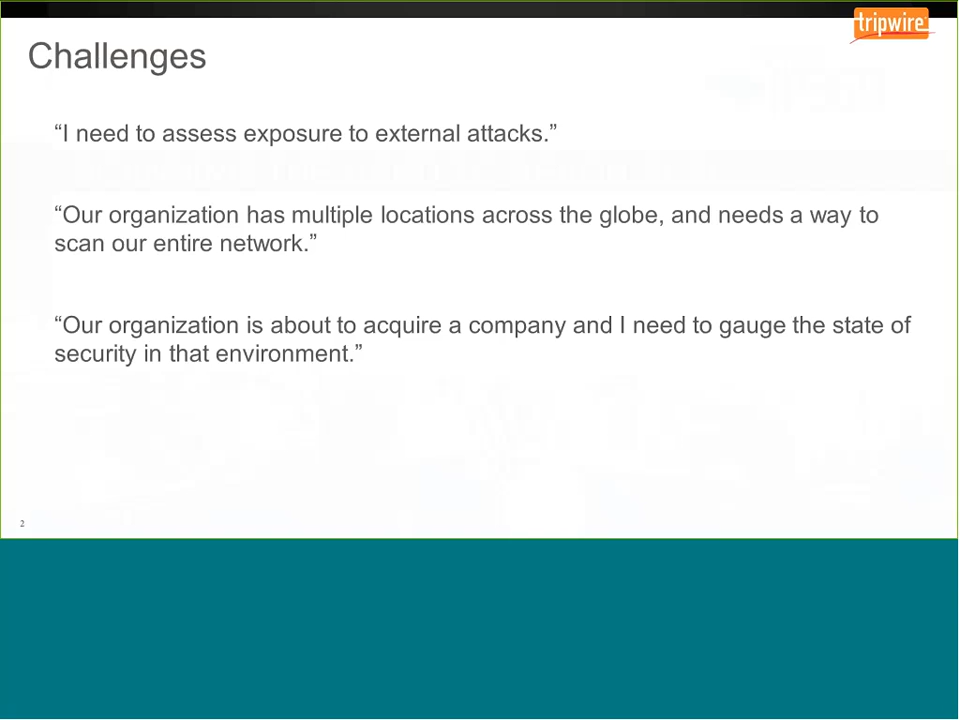 tripwire
Challenges
“I need to assess exposure to external attacks.”
“Our organization has multiple locations across the globe, and needs a way to
scan our entire network.”
“Our organization is about to acquire a company and I need to gauge the state of
security in that environment.”
2